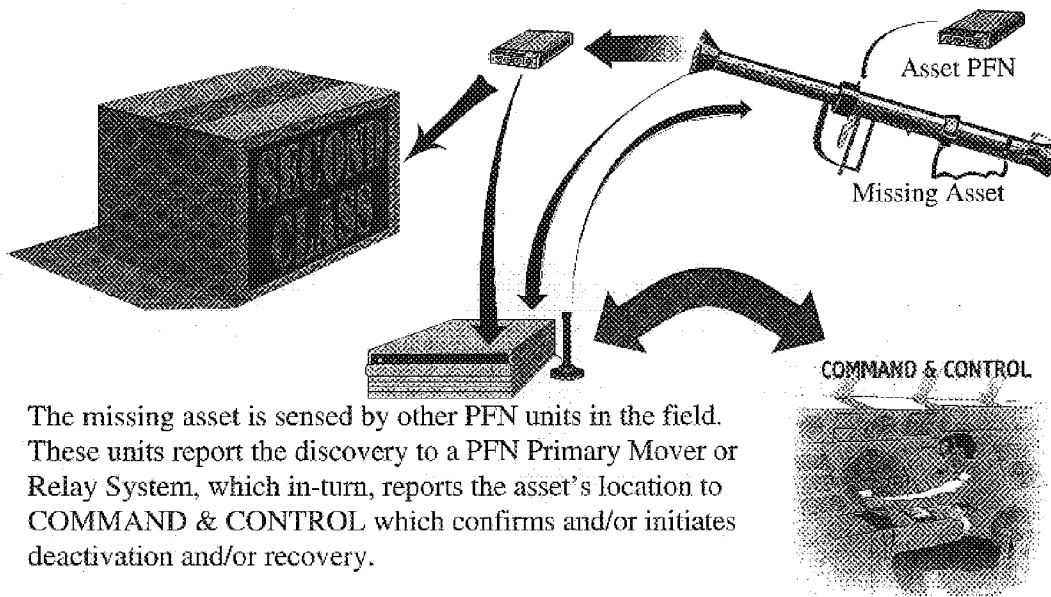 Asset PFN
Missing Asset
COMMAND & CONTROL
The missing asset is sensed by other PFN units in the field.
These units report the discovery to a PFN Primary Mover or
Relay System, which in-turn, reports the asset's location to
COMMAND & CONTROL which confirms and/or initiates
deactivation and/or recovery.